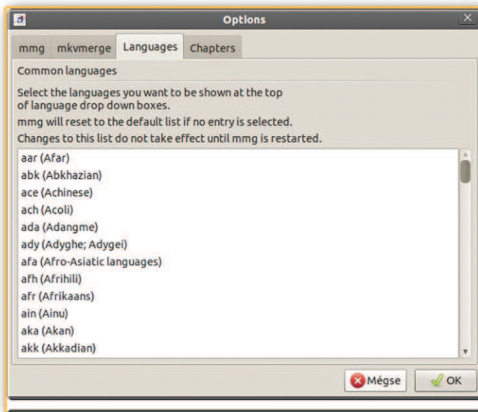 Options
mmg mkvmerge Languages Chapters
Common languages
Select the languages you want to be shown at the top
of language drop down boxes.
mmg will reset to the default list if no entry is selected.
Changes to this list do not take effect until mmg is restarted.
aar (Afar)
abk (Abkhazian)
ace (Achinese)
ach (Acoli)
ada (Adangme)
ady (Adyghe; Adygei)
afa (Afro-Asiatic languages)
afh (Afrihili)
afr (Afrikaans)
ain (Ainu)
aka (Akan)
akk (Akkadian)
Mégse OK